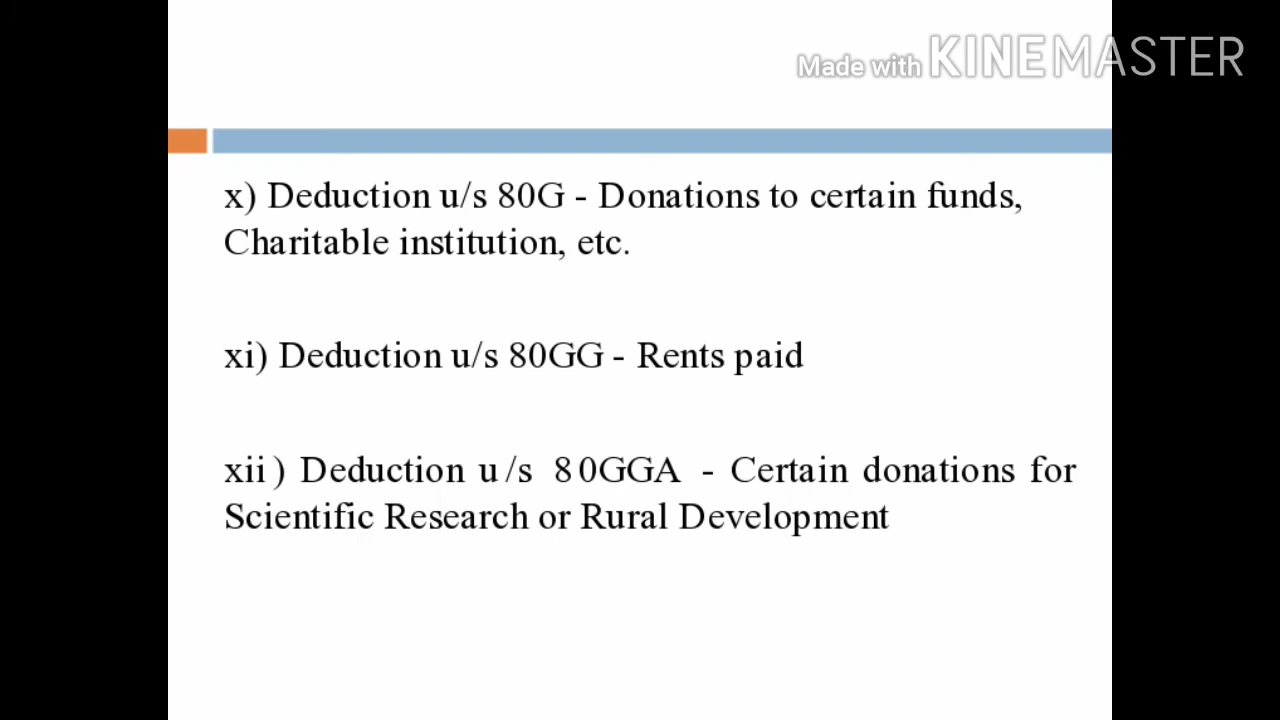 Made with KINEMASTER
x) Deduction u/s 80G - Donations to certain funds,
Charitable institution, etc.
xi) Deduction u/s 80GG - Rents paid
xii) Deduction u/s 80GGA - Certain donations for
Scientific Research or Rural Development